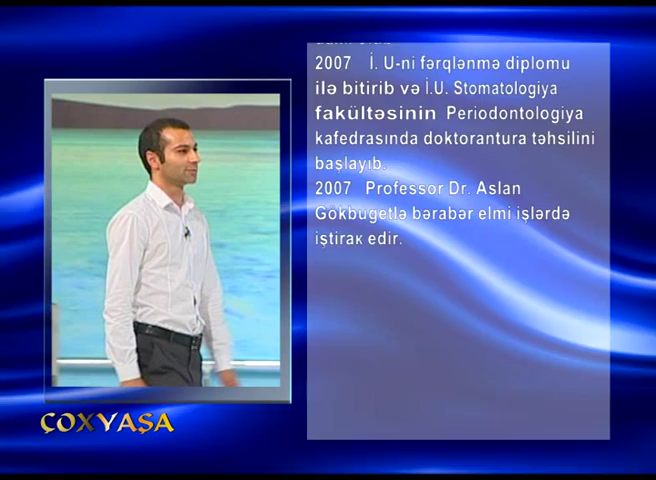 2007 İ. U-ni fərqlənmə diplomu
ilə bitirib və İ.U. Stomatologiya
fakültəsinin Periodontologiya
kafedrasında doktorantura təhsilini
başlayıb.
2007 Professor Dr. Aslan
Gokbugetlə bərabər elmi işlərdə
iştirak edir.
ÇOXYAŞA